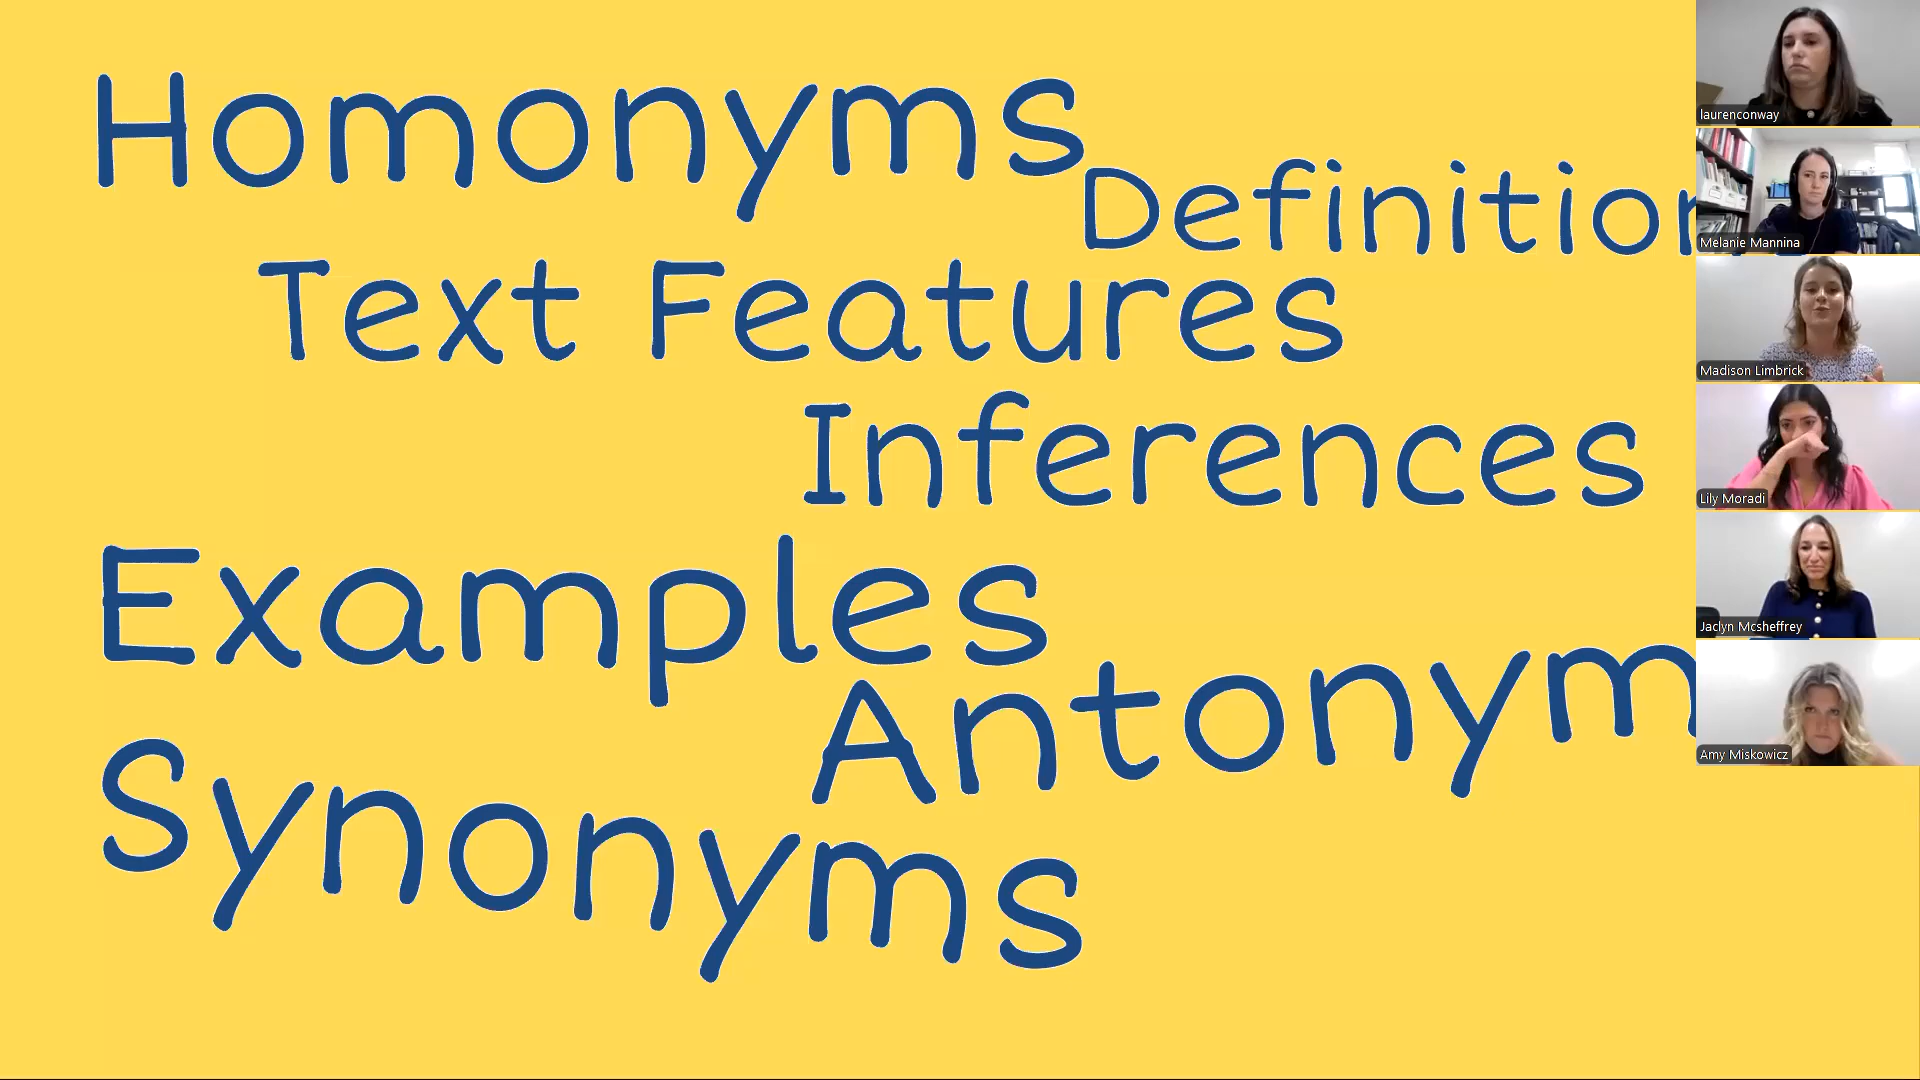 Homonyms
Definition
Text Features
Inferences
Examples
Antonym
Synonyms
laurenconway
Melanie Mannina
Madison Limbrick
Lily Moradi
Jaclyn Mcsheffrey
Amy Miskowicz